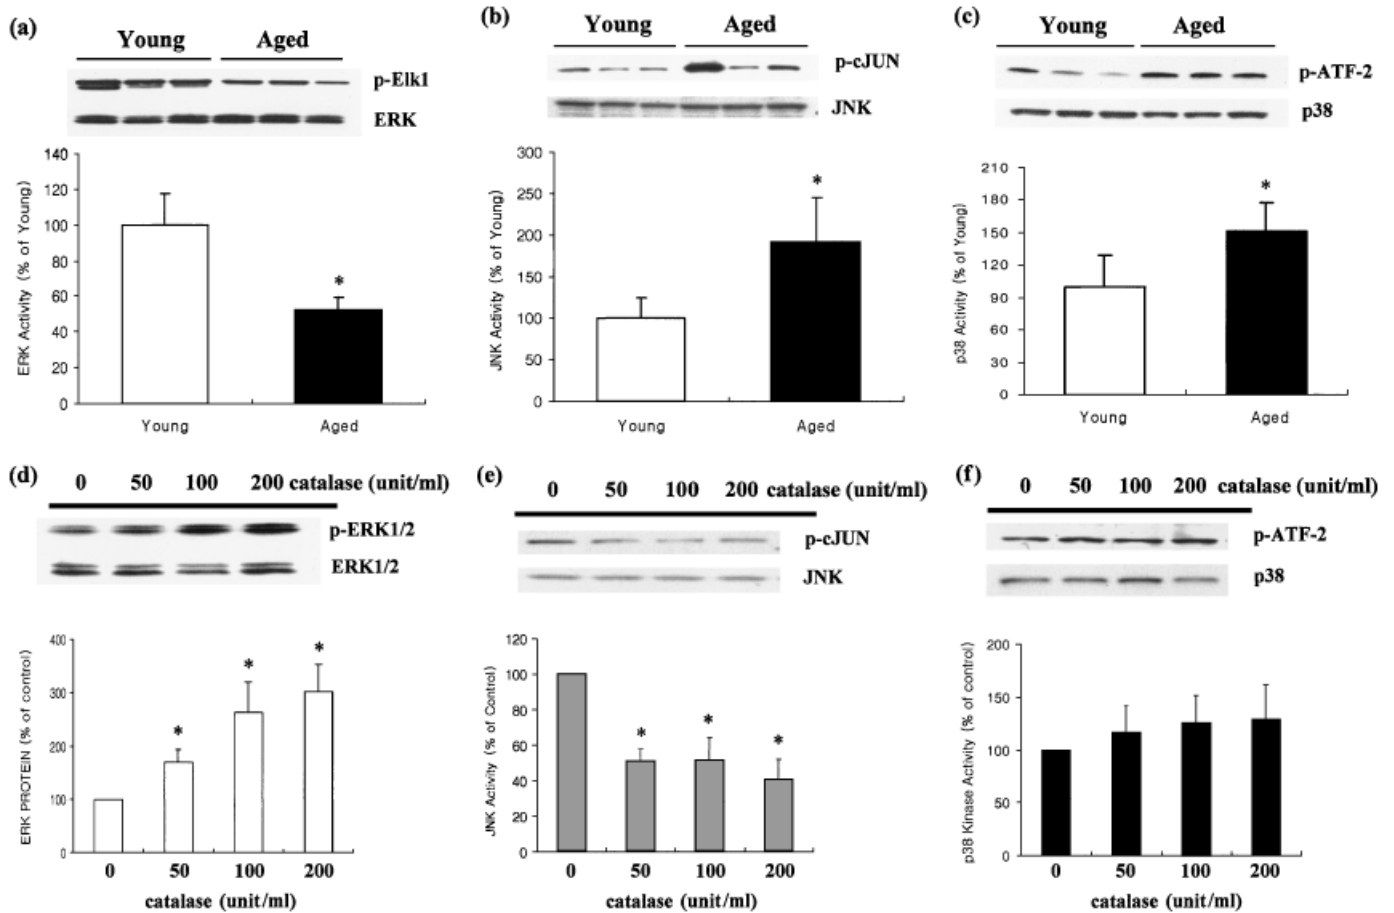 (a)
Young Aged
p-Elk1
ERK
ERK Activity (% of Young)
140
120
100
80
60
40
20
0
*
Young Aged
(b)
Young Aged
p-cJUN
JNK
JNK Activity (% of Young)
300
250
200
150
100
50
0
*
Young Aged
(c)
Young Aged
p-ATF-2
p38
p38 Activity (% of Young)
210
180
150
120
90
60
30
0
*
Young Aged
(d)
0 50 100 200 catalase (unit/ml)
p-ERK1/2
ERK1/2
ERK PROTEIN (% of control)
400
300
200
100
0
* * *
0 50 100 200
catalase (unit/ml)
(e)
0 50 100 200 catalase (unit/ml)
p-cJUN
JNK
JNK Activity (% of Control)
120
100
80
60
40
20
0
* * *
0 50 100 200
catalase (unit/ml)
(f)
0 50 100 200 catalase (unit/ml)
p-ATF-2
p38
p38 Kinase Activity (% of control)
200
150
100
50
0
0 50 100 200
catalase (unit/ml)